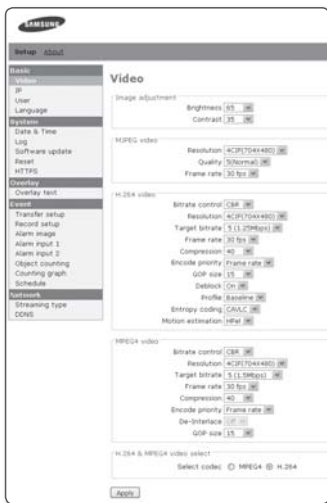 SAMSUNG
Setup About
Basic
Video
IP
User
Language
System
Date & Time
Log
Software update
Reset
HTTPS
Overlay
Overlay text
Event
Transfer setup
Record setup
Alarm image
Alarm input 1
Alarm input 2
Object counting
Counting graph
Schedule
Network
Streaming type
DDNS
Video
Image adjustment
Brightness 65
Contrast 35
MJPEG video
Resolution 4CIF(704X480)
Quality 5(Normal)
Frame rate 30 fps
H.264 video
Bitrate control CBR
Resolution 4CIF(704X480)
Target bitrate 5 (1.25Mbps)
Frame rate 30 fps
Compression 40
Encode priority Frame rate
GOP size 15
Deblock On
Profile Baseline
Entropy coding CAVLC
Motion estimation HPel
MPEG4 video
Bitrate control CBR
Resolution 4CIF(704X480)
Target bitrate 5 (1.5Mbps)
Frame rate 30 fps
Compression 40
Encode priority Frame rate
De-Interlace Off
GOP size 15
H.264 & MPEG4 video select
Select codec MPEG4 H.264
Apply